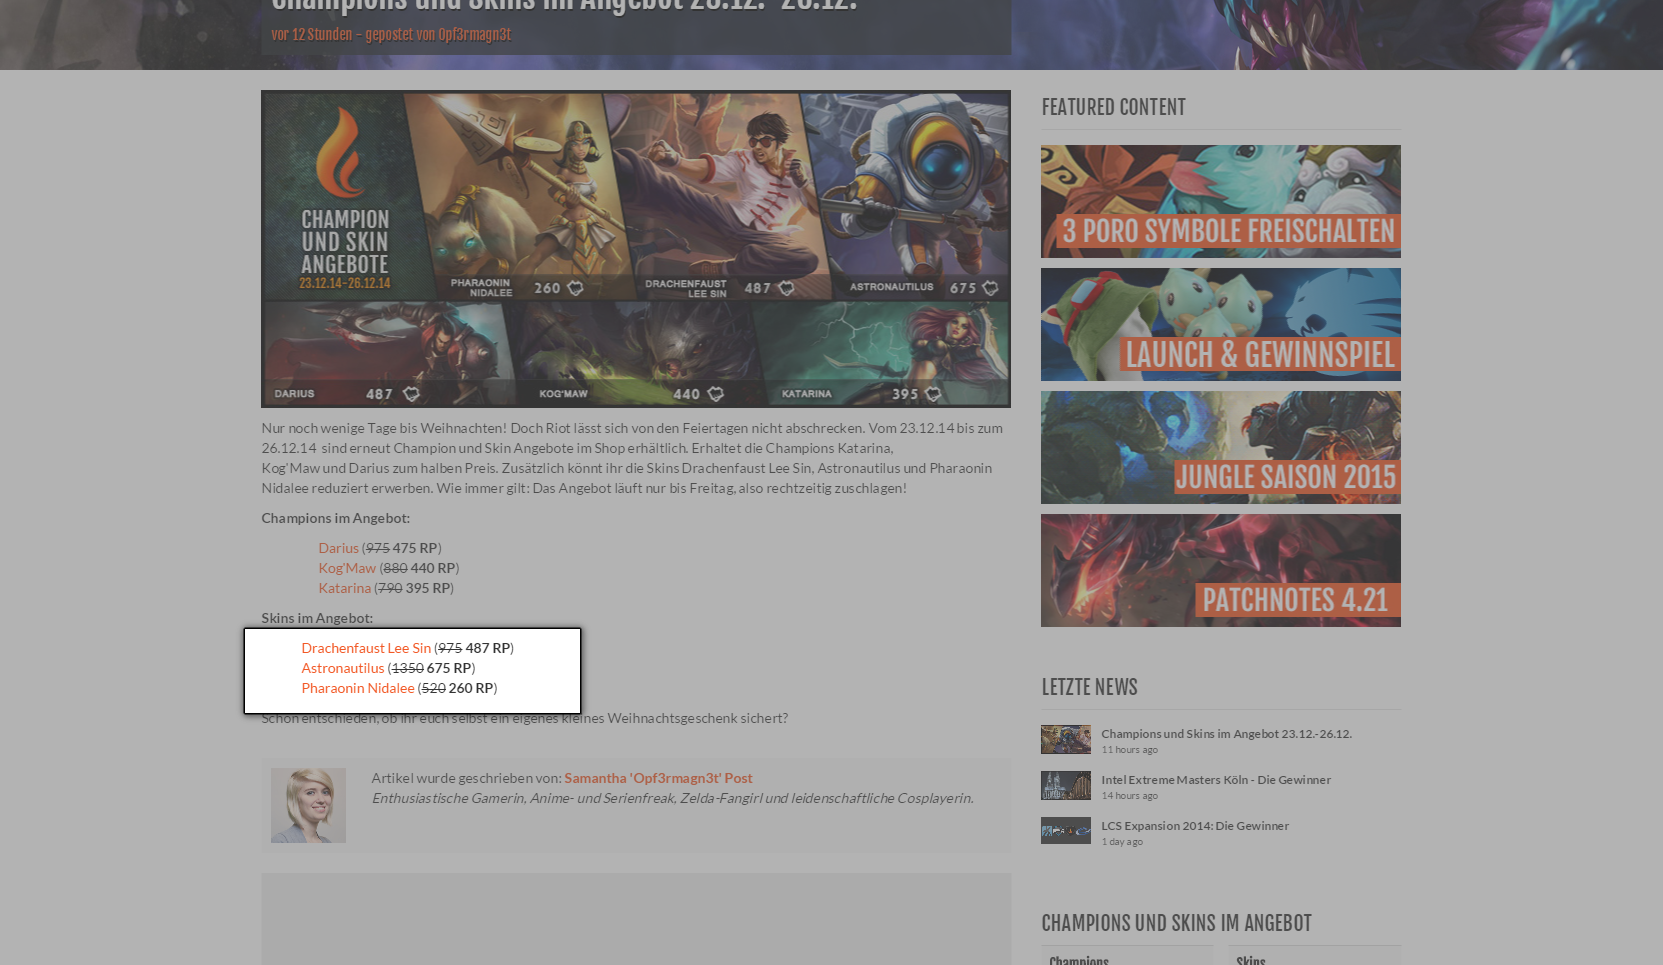 Champions und Skins im Angebot 23.12.-26.12.
vor 12 Stunden - gepostet von Opf3rmagn3t
CHAMPION
UND SKIN
ANGEBOTE
23.12.14-26.12.14
PHARAONIN
NIDALEE
260
DRACHENFAUST
LEE SIN
487
ASTRONAUTILUS
675
DARIUS
487
KOG'MAW
440
KATARINA
395
Nur noch wenige Tage bis Weihnachten! Doch Riot lässt sich von den Feiertagen nicht abschrecken. Vom 23.12.14 bis zum
26.12.14 sind erneut Champion und Skin Angebote im Shop erhältlich. Erhaltet die Champions Katarina,
Kog'Maw und Darius zum halben Preis. Zusätzlich könnt ihr die Skins Drachenfaust Lee Sin, Astronautilus und Pharaonin
Nidalee reduziert erwerben. Wie immer gilt: Das Angebot läuft nur bis Freitag, also rechtzeitig zuschlagen!
Champions im Angebot:
Darius (975 475 RP)
Kog'Maw (880 440 RP)
Katarina (790 395 RP)
Skins im Angebot:
Drachenfaust Lee Sin (975 487 RP)
Astronautilus (1350 675 RP)
Pharaonin Nidalee (520 260 RP)
Schon entschieden, ob ihr euch selbst ein eigenes kleines Weihnachtsgeschenk sichert?
Artikel wurde geschrieben von: Samantha 'Opf3rmagn3t' Post
Enthusiastische Gamerin, Anime- und Serienfreak, Zelda-Fangirl und leidenschaftliche Cosplayerin.
FEATURED CONTENT
3 PORO SYMBOLE FREISCHALTEN
LAUNCH & GEWINNSPIEL
JUNGLE SAISON 2015
PATCHNOTES 4.21
LETZTE NEWS
Champions und Skins im Angebot 23.12.-26.12.
11 hours ago
Intel Extreme Masters Köln - Die Gewinner
14 hours ago
LCS Expansion 2014: Die Gewinner
1 day ago
CHAMPIONS UND SKINS IM ANGEBOT
Champions
Skins